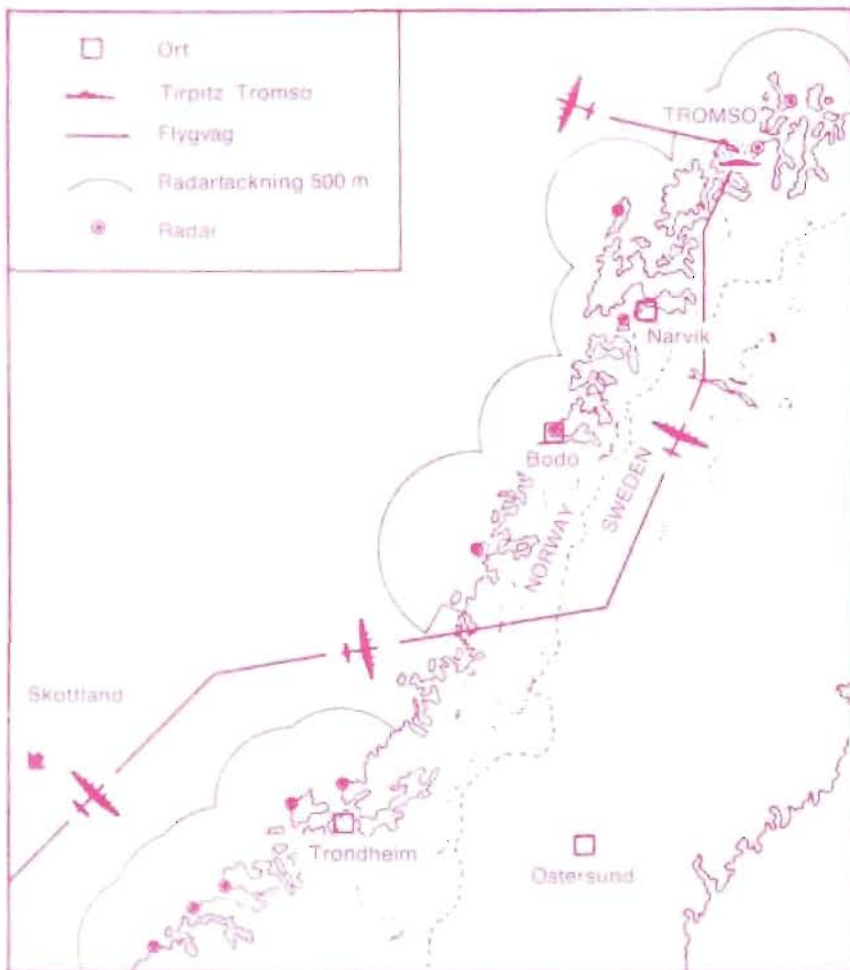 Ort
Tirpitz Tromso
Flygvag
Radartackning 500 m
Radar
TROMSO
Narvik
Bodo
NORWAY
SWEDEN
Skottland
Trondheim
Ostersund